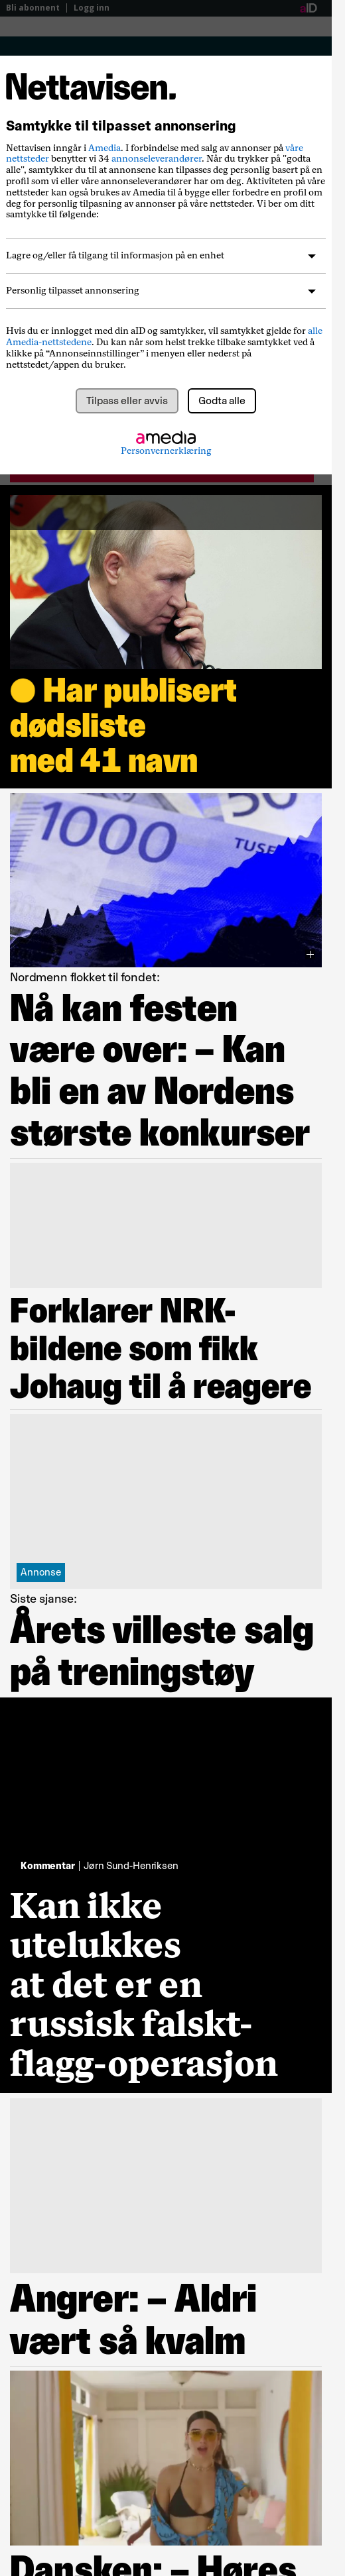 Bli abonnent | Logg inn
aID
Nettavisen.
Samtykke til tilpasset annonsering
Nettavisen inngår i Amedia. I forbindelse med salg av annonser på våre
nettsteder benytter vi 34 annonseleverandører. Når du trykker på "godta
alle", samtykker du til at annonsene kan tilpasses deg personlig basert på en
profil som vi eller våre annonseleverandører har om deg. Aktiviteten på våre
nettsteder kan også brukes av Amedia til å bygge eller forbedre en profil om
deg for personlig tilpasning av annonser på våre nettsteder. Vi ber om ditt
samtykke til følgende:
Lagre og/eller få tilgang til informasjon på en enhet
Personlig tilpasset annonsering
Hvis du er innlogget med din aID og samtykker, vil samtykket gjelde for alle
Amedia-nettstedene. Du kan når som helst trekke tilbake samtykket ved å
klikke på “Annonseinnstillinger” i menyen eller nederst på
nettstedet/appen du bruker.
Tilpass eller avvis
Godta alle
amedia
Personvernerklæring
Har publisert
dødsliste
med 41 navn
1000
50
TUSE
+
Nordmenn flokket til fondet:
Nå kan festen
være over: – Kan
bli en av Nordens
største konkurser
Forklarer NRK-
bildene som fikk
Johaug til å reagere
Annonse
Siste sjanse:
Årets villeste salg
på treningstøy
Kommentar | Jørn Sund-Henriksen
Kan ikke
utelukkes
at det er en
russisk falskt-
flagg-operasjon
Angrer: – Aldri
vært så kvalm
Dansken: – Høres